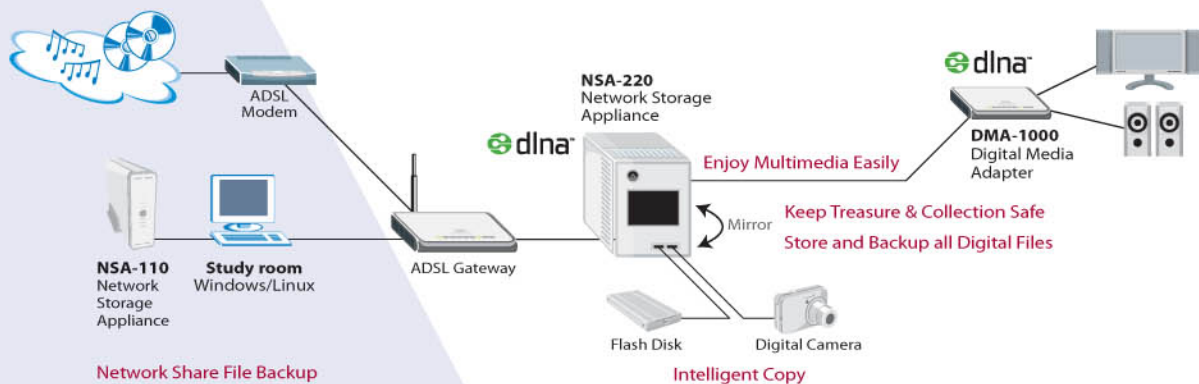 ADSL
Modem
NSA-110
Network
Storage
Appliance
Study room
Windows/Linux
Network Share File Backup
ADSL Gateway
dlna™
NSA-220
Network Storage
Appliance
Enjoy Multimedia Easily
Mirror
Keep Treasure & Collection Safe
Store and Backup all Digital Files
Flash Disk
Digital Camera
Intelligent Copy
dlna™
DMA-1000
Digital Media
Adapter